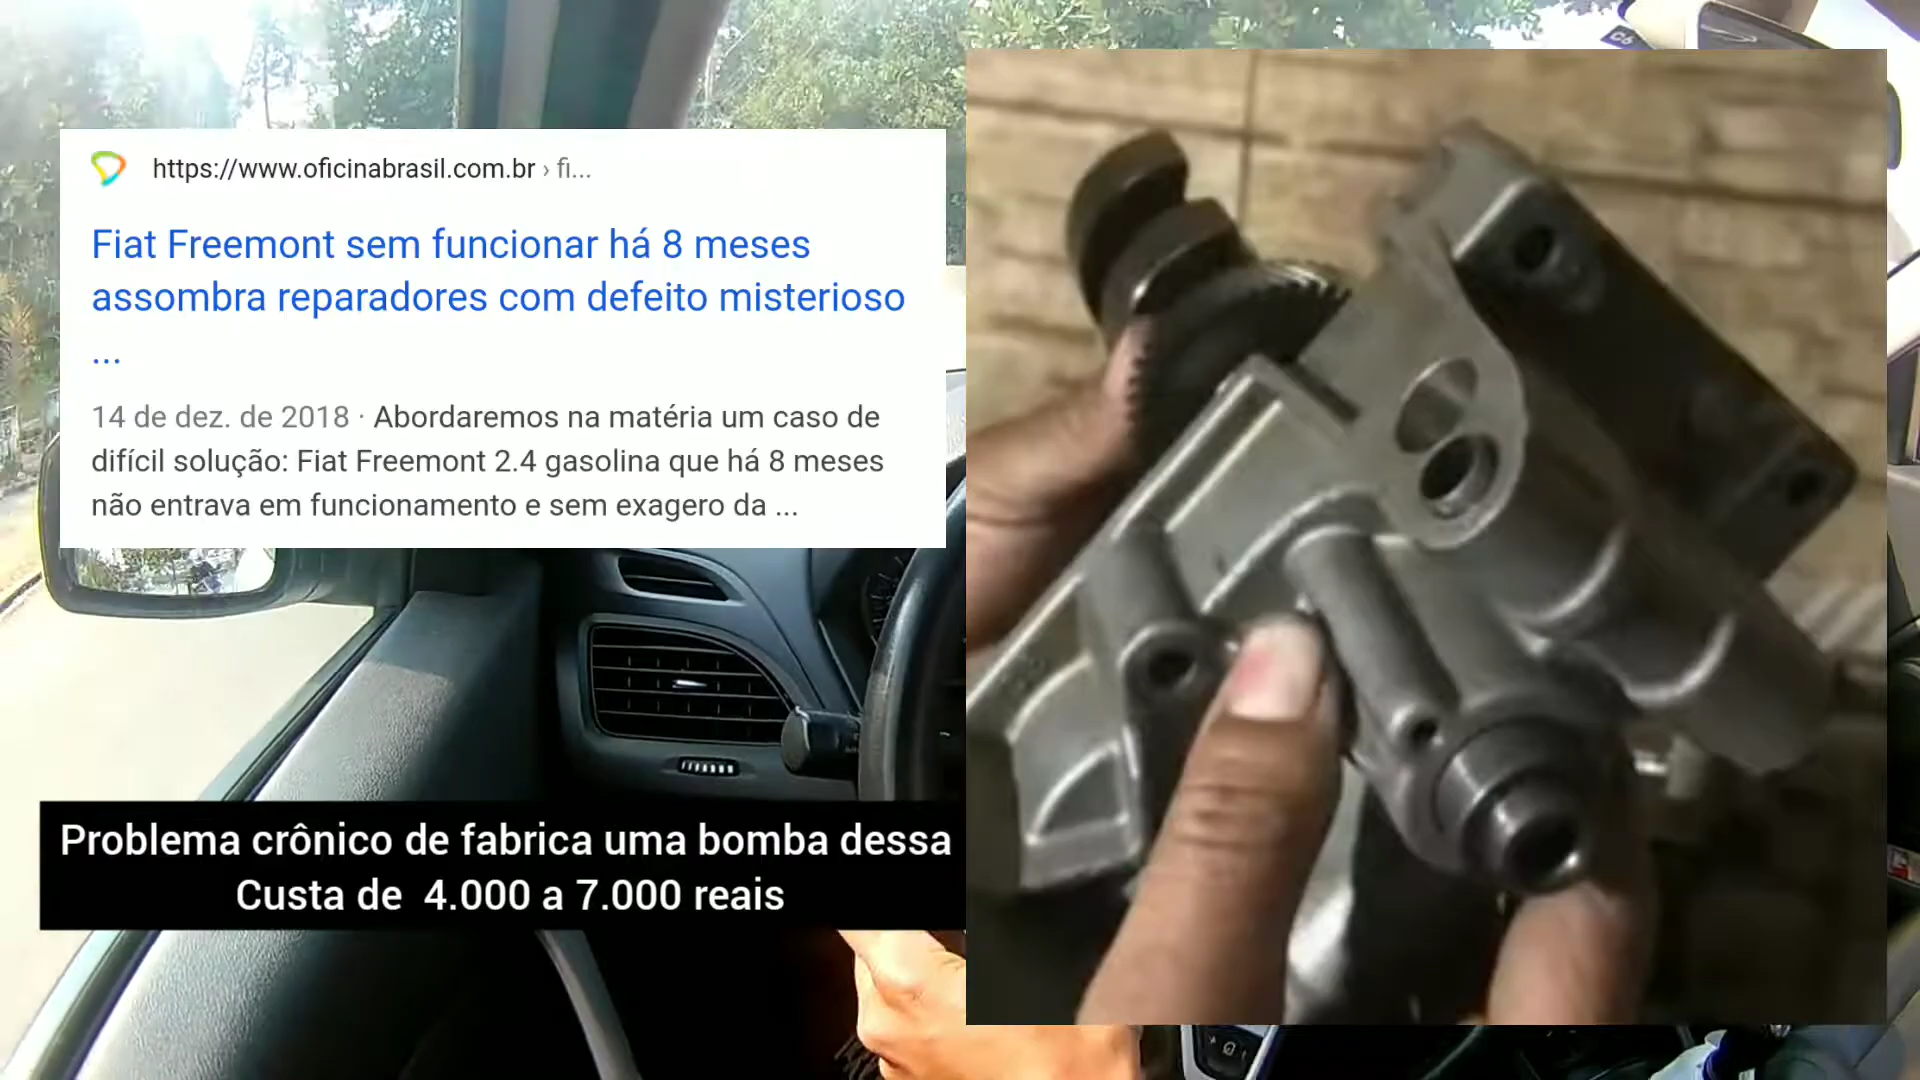 https://www.oficinabrasil.com.br › fi...
Fiat Freemont sem funcionar há 8 meses
assombra reparadores com defeito misterioso
...
14 de dez. de 2018 · Abordaremos na matéria um caso de
difícil solução: Fiat Freemont 2.4 gasolina que há 8 meses
não entrava em funcionamento e sem exagero da ...
Problema crônico de fabrica uma bomba dessa
Custa de 4.000 a 7.000 reais